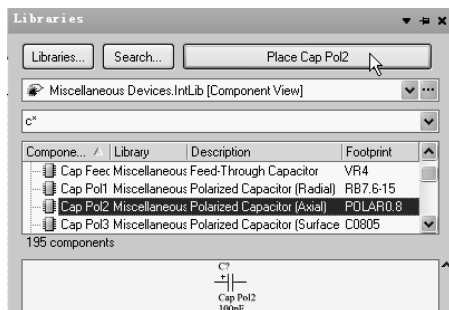 Libraries
Libraries... Search... Place Cap Pol2
Miscellaneous Devices.IntLib [Component View]
c*
Compone... Library Description Footprint
Cap Feec Miscellaneous Feed-Through Capacitor VR4
Cap Pol1 Miscellaneous Polarized Capacitor (Radial) RB7.6-15
Cap Pol2 Miscellaneous Polarized Capacitor (Axial) POLAR0.8
Cap Pol3 Miscellaneous Polarized Capacitor (Surface C0805
195 components
C?
Cap Pol2
100pF